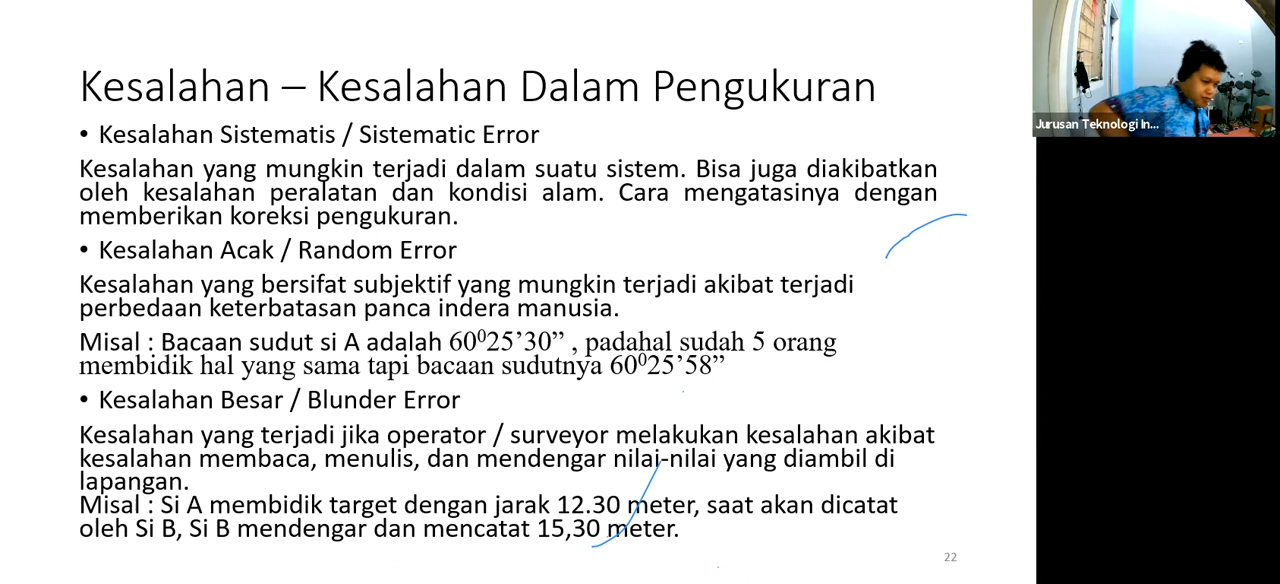 Kesalahan – Kesalahan Dalam Pengukuran
• Kesalahan Sistematis / Sistematic Error
Kesalahan yang mungkin terjadi dalam suatu sistem. Bisa juga diakibatkan
oleh kesalahan peralatan dan kondisi alam. Cara mengatasinya dengan
memberikan koreksi pengukuran.
• Kesalahan Acak / Random Error
Kesalahan yang bersifat subjektif yang mungkin terjadi akibat terjadi
perbedaan keterbatasan panca indera manusia.
Misal : Bacaan sudut si A adalah 60⁰25’30” , padahal sudah 5 orang
membidik hal yang sama tapi bacaan sudutnya 60⁰25’58”
• Kesalahan Besar / Blunder Error
Kesalahan yang terjadi jika operator / surveyor melakukan kesalahan akibat
kesalahan membaca, menulis, dan mendengar nilai-nilai yang diambil di
lapangan.
Misal : Si A membidik target dengan jarak 12.30 meter, saat akan dicatat
oleh Si B, Si B mendengar dan mencatat 15,30 meter.
22
Jurusan Teknologi In...